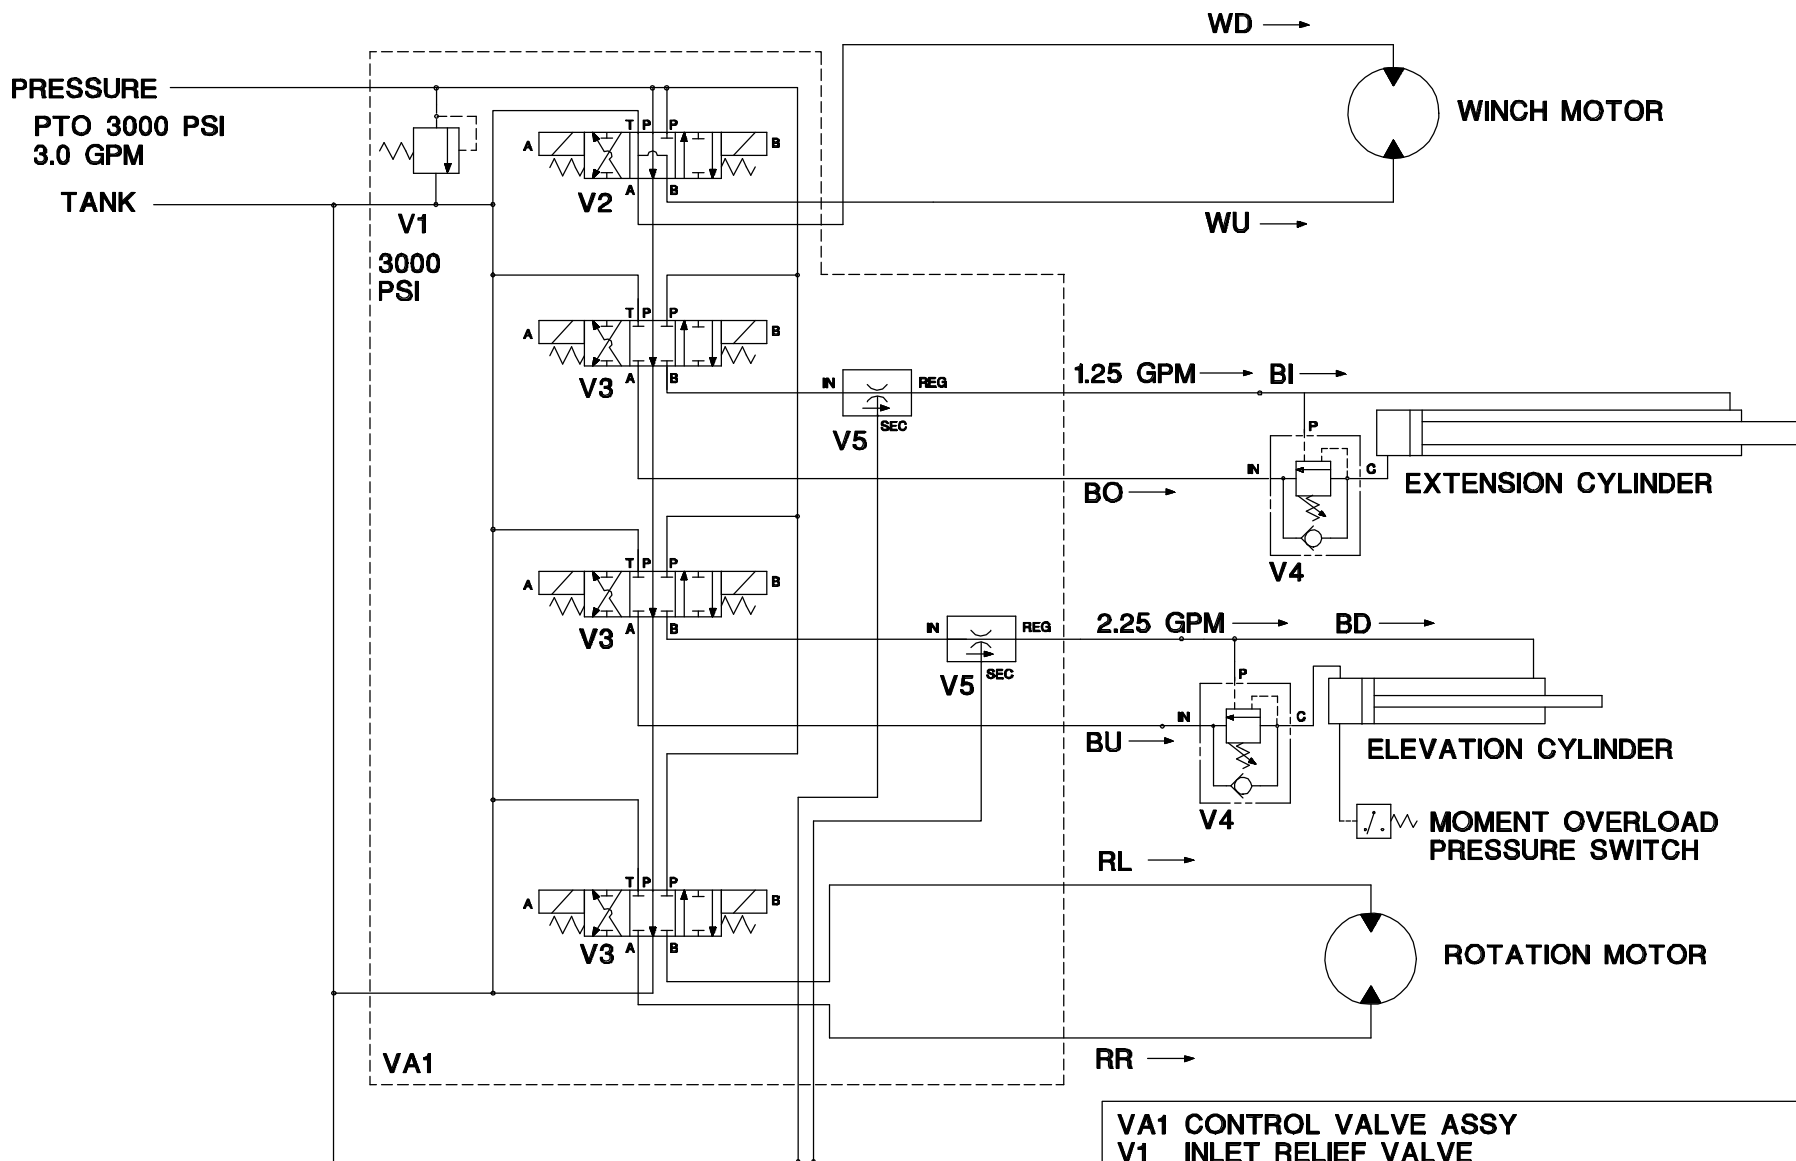 WD
PRESSURE
PTO 3000 PSI
3.0 GPM
WINCH MOTOR
T P P
A B
A B
V2
TANK
V1
WU
3000
PSI
T P P
A B
A B
V3
1.25 GPM BI
IN REG
SEC
V5
P
IN C
BO
EXTENSION CYLINDER
V4
T P P
A B
A B
V3
2.25 GPM BD
IN REG
SEC
V5
P
IN C
BU
ELEVATION CYLINDER
V4
MOMENT OVERLOAD
PRESSURE SWITCH
RL
T P P
A B
A B
V3
ROTATION MOTOR
RR
VA1
VA1 CONTROL VALVE ASSY
V1 INLET RELIEF VALVE